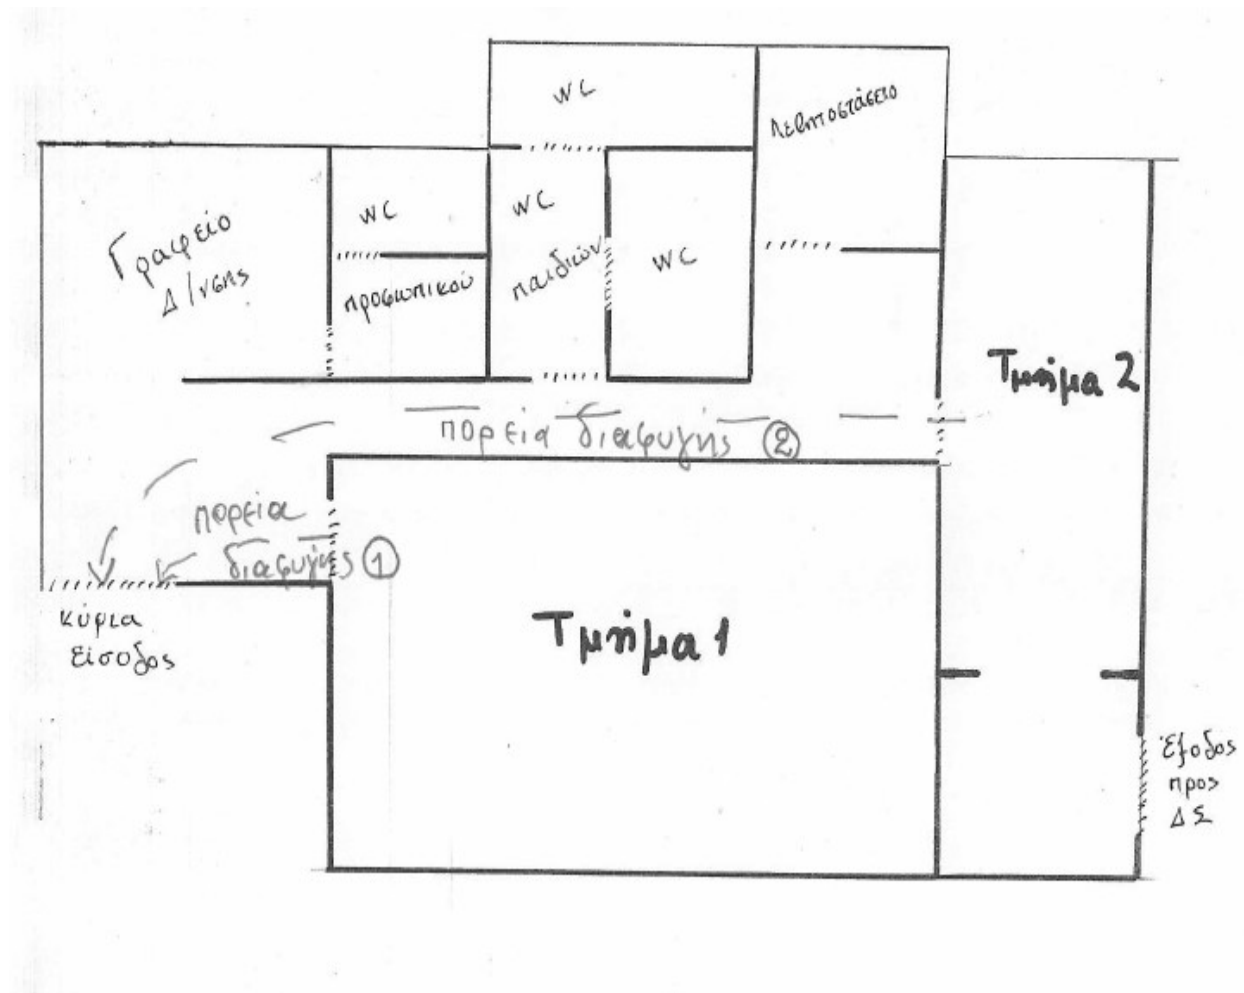 WC
Λεβητοστάσιο
Γραφείο
Δ/νσης
WC
προσωπικού
WC
παιδικών
WC
Τμήμα 2
πορεία διαφυγής ②
πορεία
διαφυγής ①
κύρια
είσοδος
Τμήμα 1
έξοδος
προς
ΔΣ